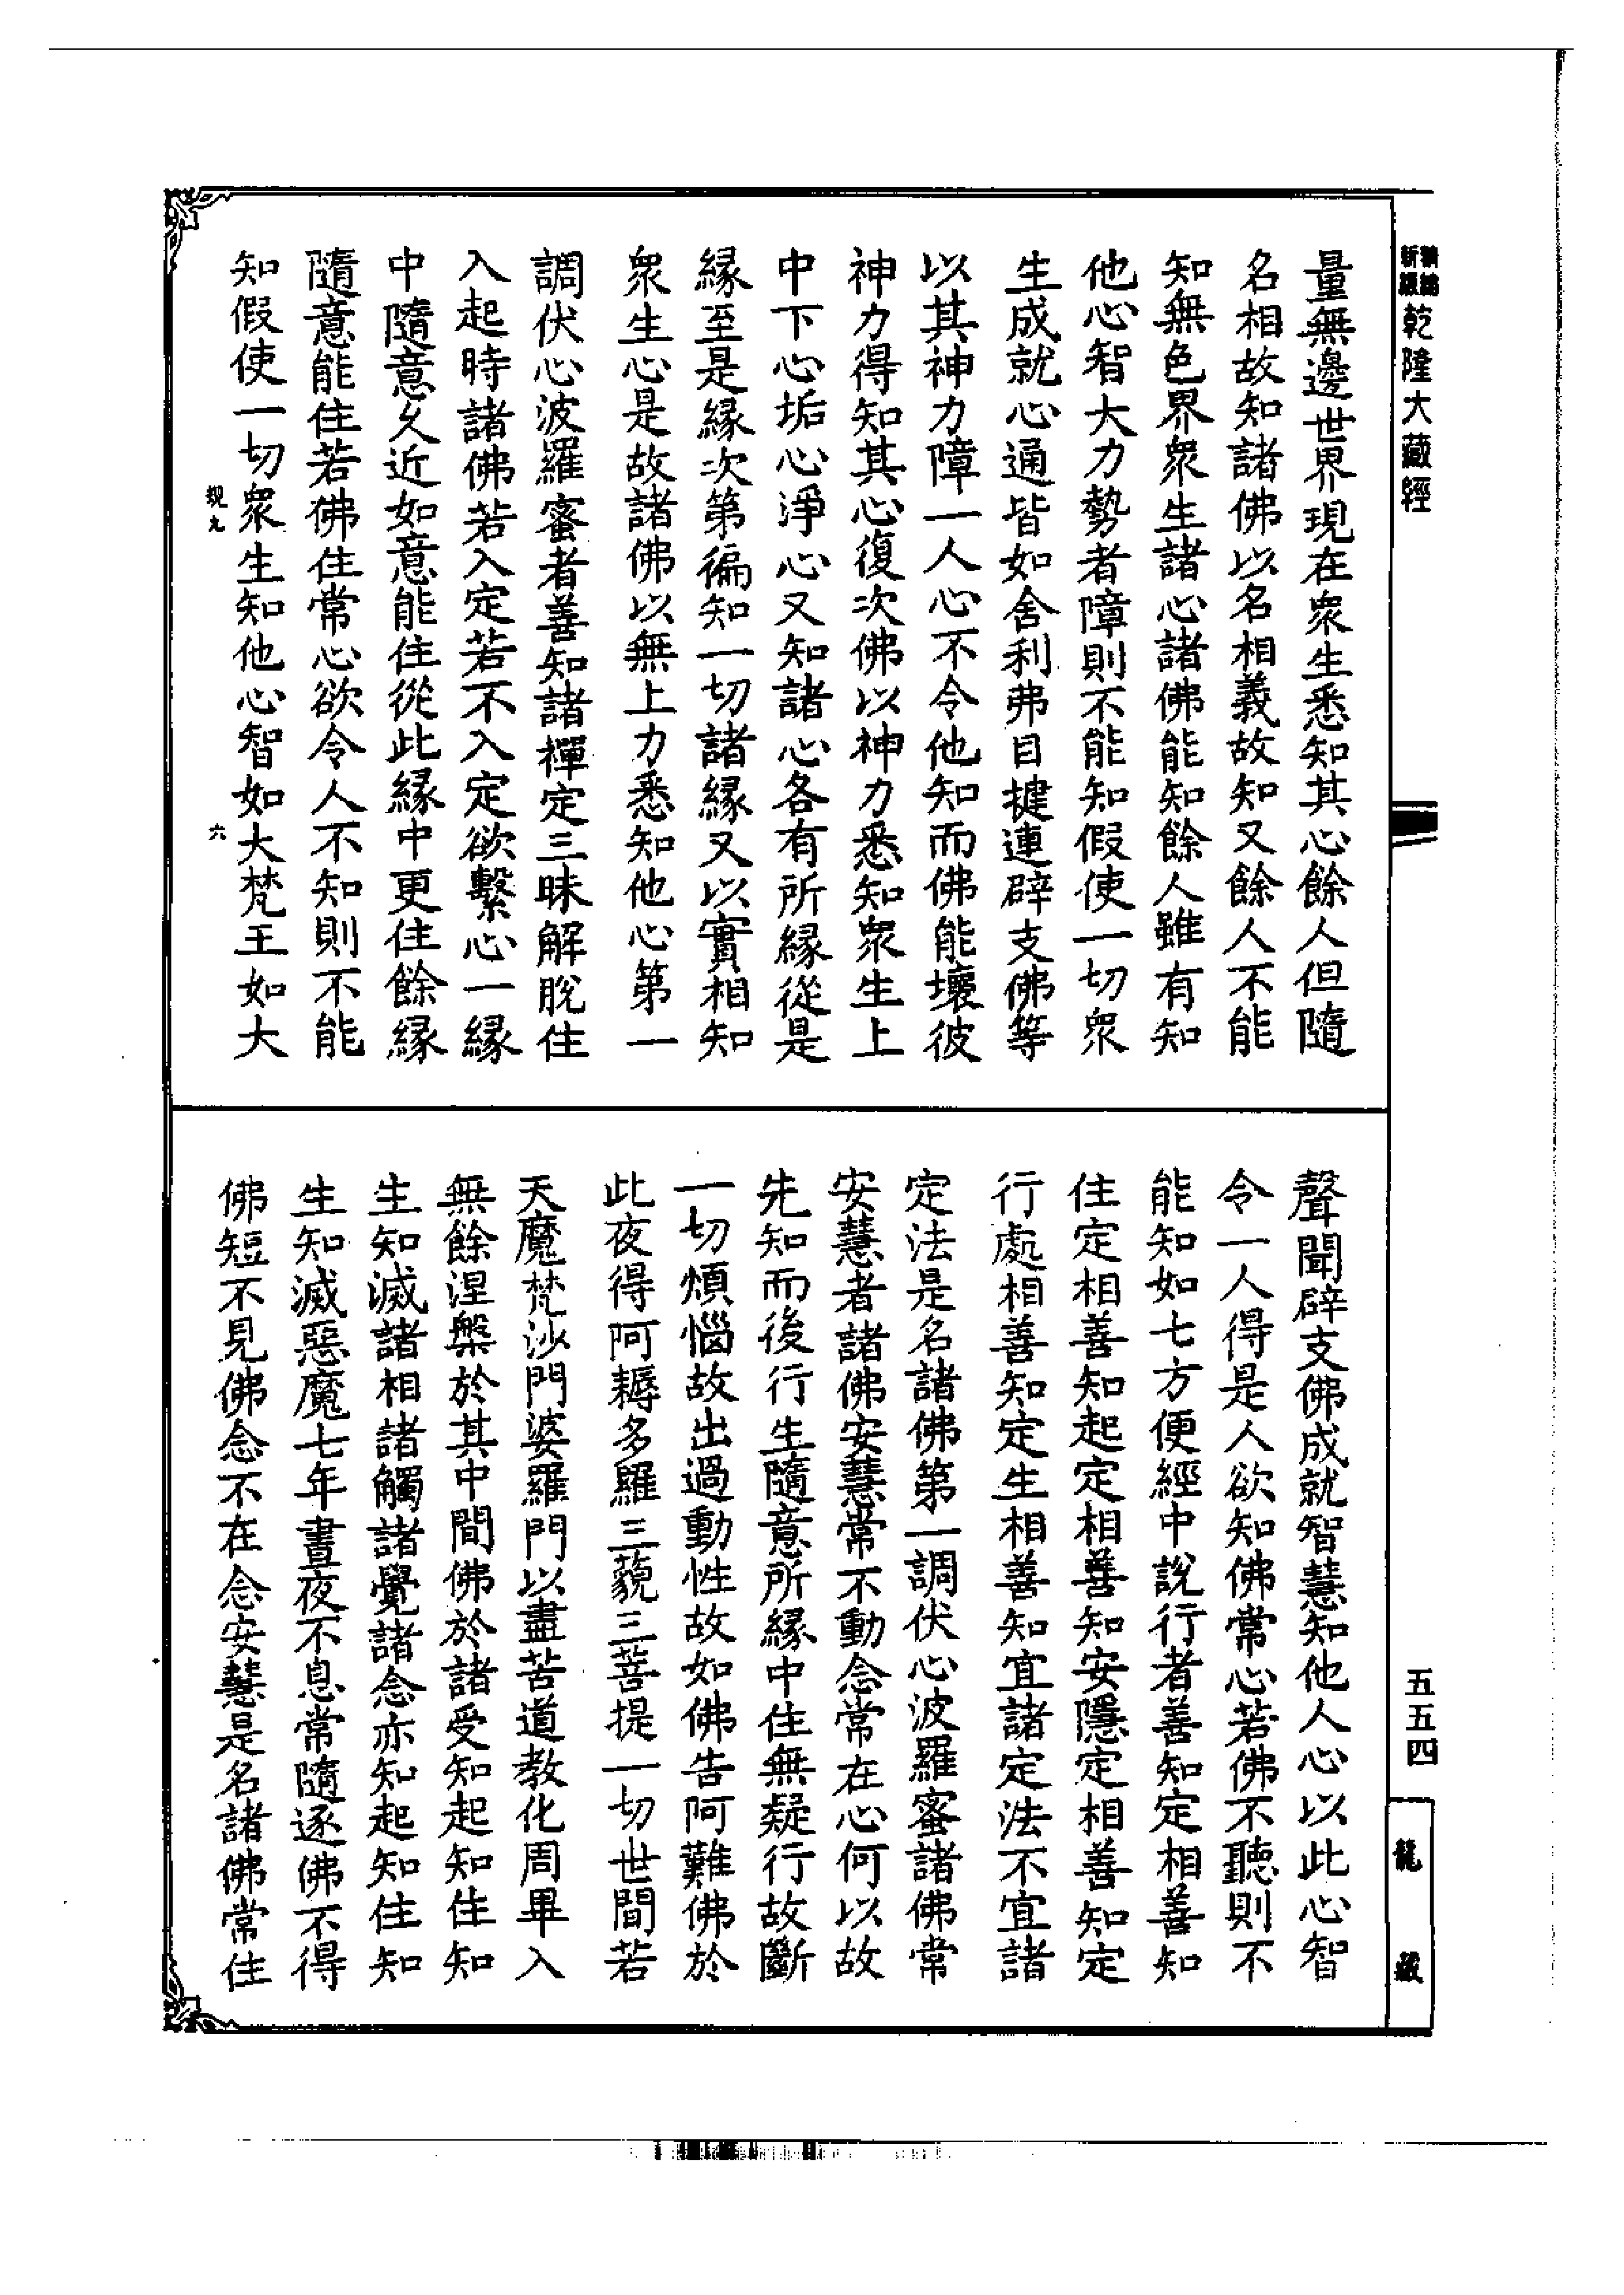 乾隆大藏經
量無邊世界現在衆生悉知其心餘人但隨
名相故知諸佛以名相義故知又餘人不能
知無色界衆生諸心諸佛能知餘人雖有知
他心智大力勢者障則不能知假使一切衆
生成就心通皆如舍利弗目揵連辟支佛等
以其神力障一人心不令他知而佛能壞彼
神力得知其心復次佛以神力悉知衆生上
中下心垢心淨心又知諸心各有所緣從是
緣至是緣次第徧知一切諸緣又以實相知
衆生心是故諸佛以無上力悉知他心第一
調伏心波羅蜜者善知諸禪定三昧解脫住
入起時諸佛若入定若不入定欲繫心一緣
中隨意久近如意能住從此緣中更住餘緣
隨意能住若佛住常心欲令人不知則不能
知假使一切衆生知他心智如大梵王如大
九
六
聲聞辟支佛成就智慧知他人心以此心智
令一人得是人欲知佛常心若佛不聽則不
能知如七方便經中說行者善知定相善知
住定相善知起定相善知安隱定相善知定
行處相善知定生相善知宜諸定法不宜諸
定法是名諸佛第一調伏心波羅蜜諸佛常
安慧者諸佛安慧常不動念常在心何以故
先知而後行生隨意所緣中住無疑行故斷
一切煩惱故出過動性故如佛告阿難佛於
此夜得阿耨多羅三藐三菩提一切世間若
天魔梵沙門婆羅門以盡苦道教化周畢入
無餘涅槃於其中間佛於諸受知起知住知
生知滅諸相諸觸諸覺諸念亦知起知住知
生知滅惡魔七年晝夜不息常隨逐佛不得
佛短不見佛念不在念安慧是名諸佛常住
五五四
龍藏